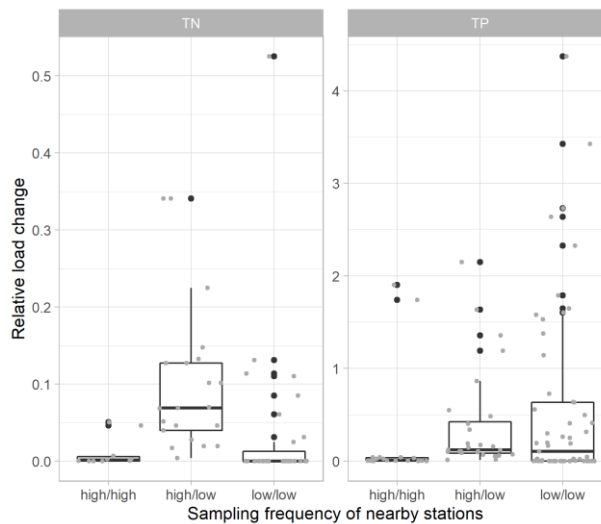 TN
TP
Relative load change
0.5
0.4
0.3
0.2
0.1
0.0
4
3
2
1
0
high/high high/low low/low
high/high high/low low/low
Sampling frequency of nearby stations